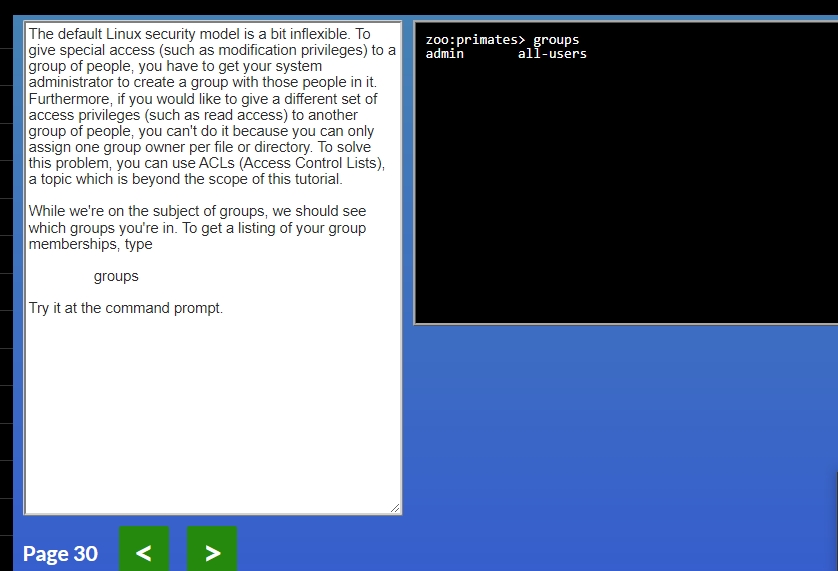 The default Linux security model is a bit inflexible. To
give special access (such as modification privileges) to a
group of people, you have to get your system
administrator to create a group with those people in it.
Furthermore, if you would like to give a different set of
access privileges (such as read access) to another
group of people, you can't do it because you can only
assign one group owner per file or directory. To solve
this problem, you can use ACLs (Access Control Lists),
a topic which is beyond the scope of this tutorial.
While we're on the subject of groups, we should see
which groups you're in. To get a listing of your group
memberships, type
groups
Try it at the command prompt.
zoo:primates> groups
admin all-users
Page 30 < >